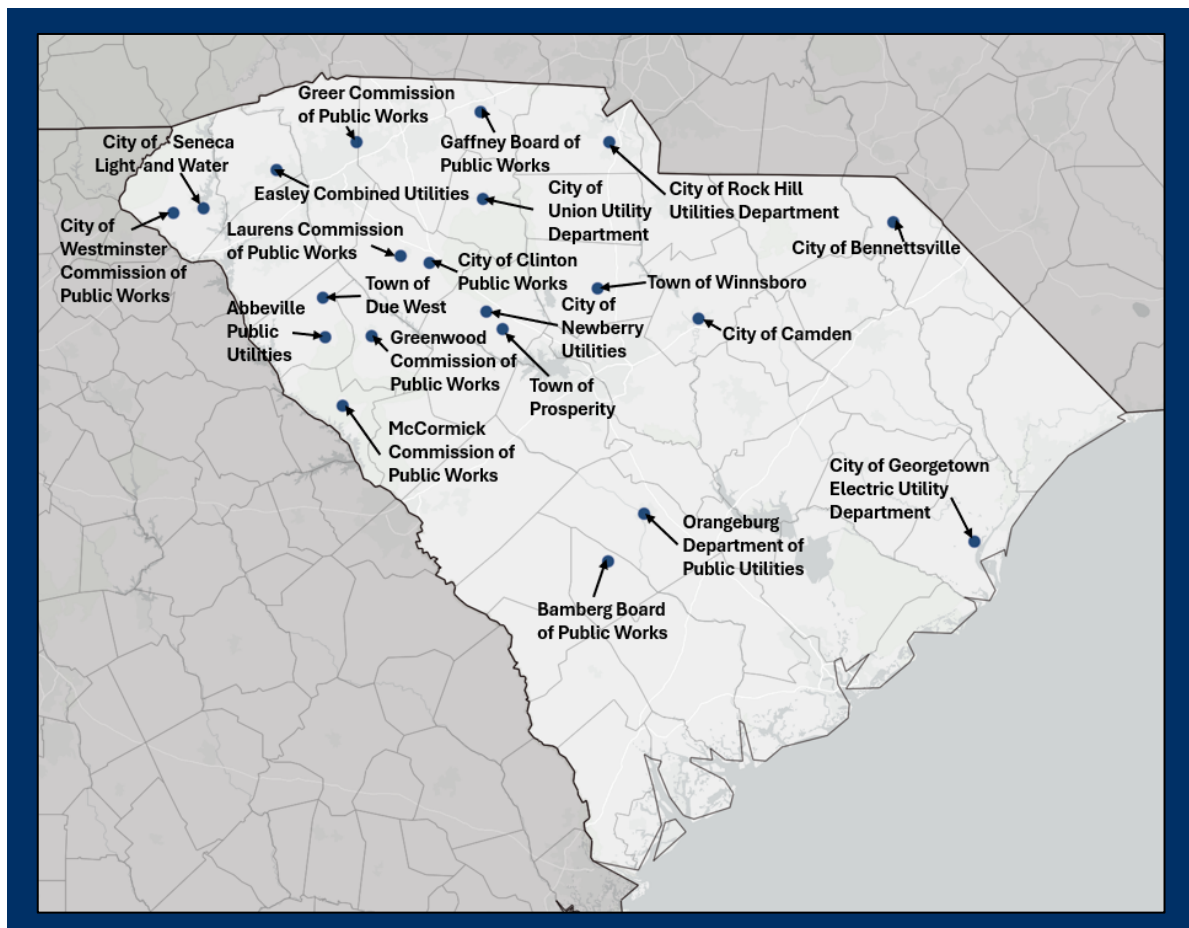 Greer Commission
of Public Works
City of Seneca
Light and Water
Gaffney Board of
Public Works
Easley Combined Utilities
City of
Union Utility
Department
City of Rock Hill
Utilities Department
City of
Westminster
Commission of
Public Works
Laurens Commission
of Public Works
City of Clinton
Public Works
City of Bennettsville
Town of
Due West
Town of Winnsboro
Abbeville
Public
Utilities
City of
Newberry
Utilities
City of Camden
Greenwood
Commission of
Public Works
Town of
Prosperity
McCormick
Commission of
Public Works
City of Georgetown
Electric Utility
Department
Orangeburg
Department of
Public Utilities
Bamberg Board
of Public Works